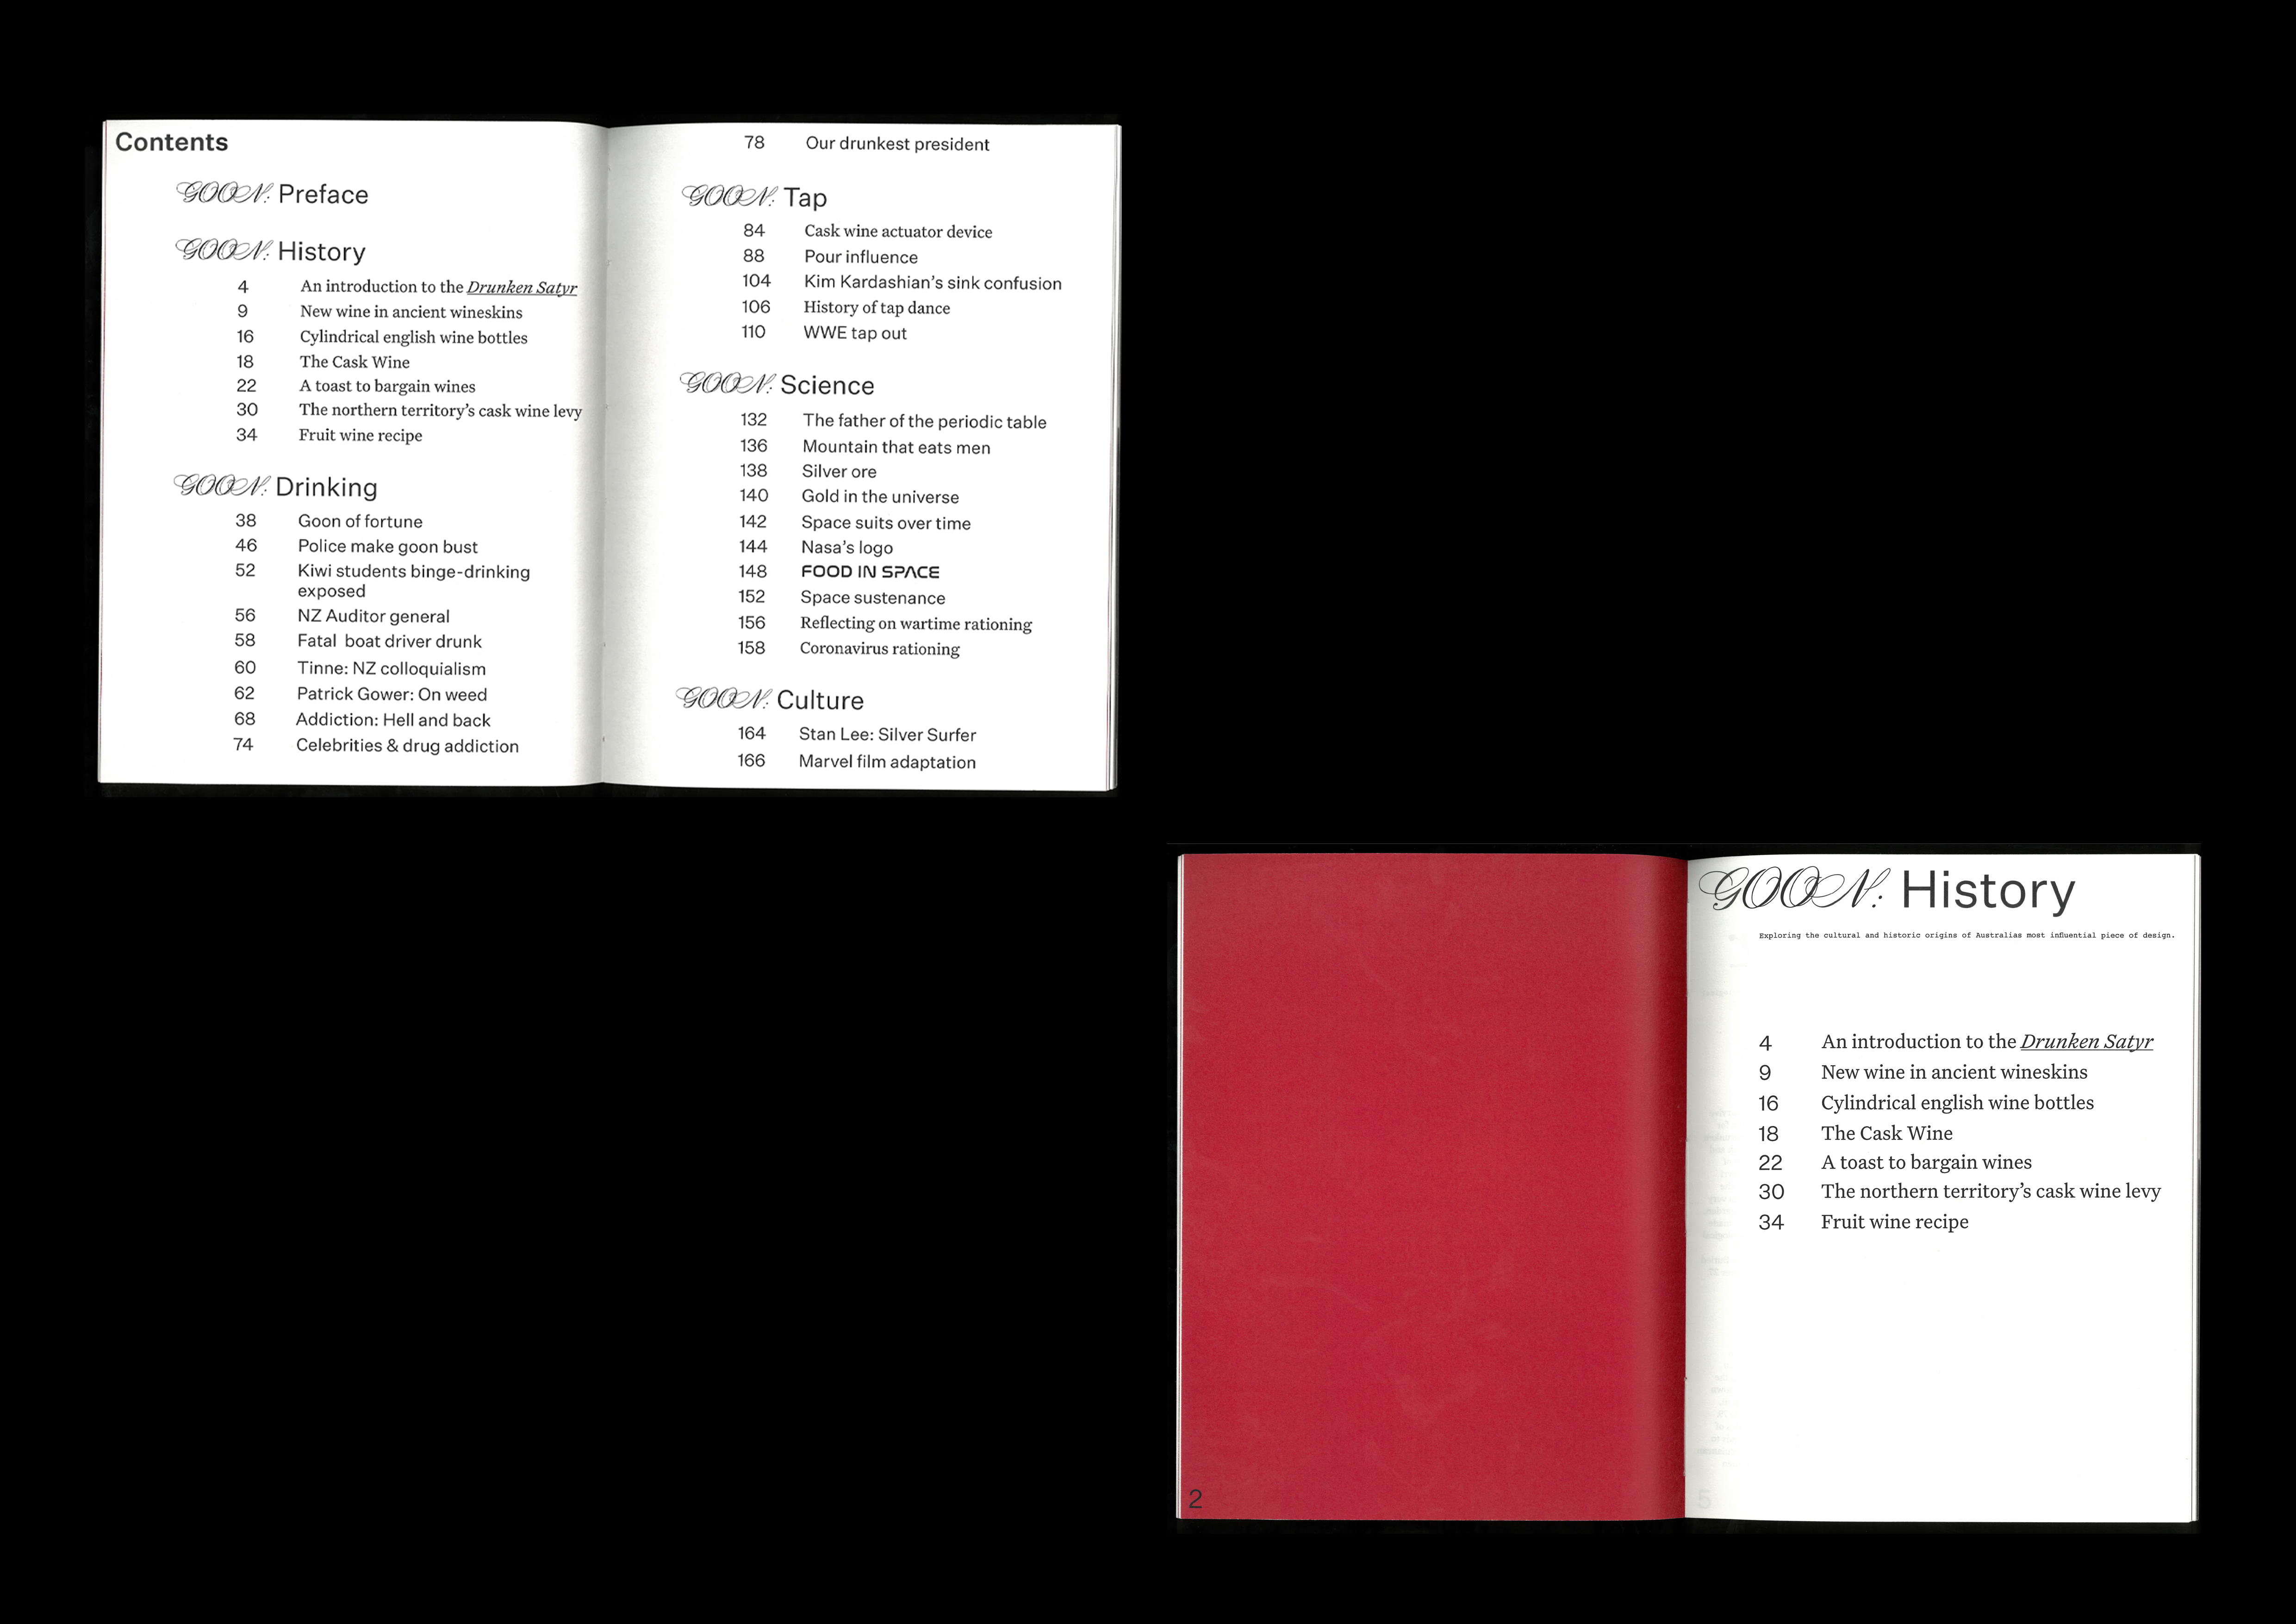 Contents
GOON: Preface
GOON: History
4 An introduction to the Drunken Satyr
9 New wine in ancient wineskins
16 Cylindrical english wine bottles
18 The Cask Wine
22 A toast to bargain wines
30 The northern territory’s cask wine levy
34 Fruit wine recipe
GOON: Drinking
38 Goon of fortune
46 Police make goon bust
52 Kiwi students binge-drinking
exposed
56 NZ Auditor general
58 Fatal boat driver drunk
60 Tinne: NZ colloquialism
62 Patrick Gower: On weed
68 Addiction: Hell and back
74 Celebrities & drug addiction
78 Our drunkest president
GOON: Tap
84 Cask wine actuator device
88 Pour influence
104 Kim Kardashian’s sink confusion
106 History of tap dance
110 WWE tap out
GOON: Science
132 The father of the periodic table
136 Mountain that eats men
138 Silver ore
140 Gold in the universe
142 Space suits over time
144 Nasa’s logo
148 FOOD IN SPACE
152 Space sustenance
156 Reflecting on wartime rationing
158 Coronavirus rationing
GOON: Culture
164 Stan Lee: Silver Surfer
166 Marvel film adaptation
2
GOON: History
Exploring the cultural and historic origins of Australias most influential piece of design.
4 An introduction to the Drunken Satyr
9 New wine in ancient wineskins
16 Cylindrical english wine bottles
18 The Cask Wine
22 A toast to bargain wines
30 The northern territory’s cask wine levy
34 Fruit wine recipe